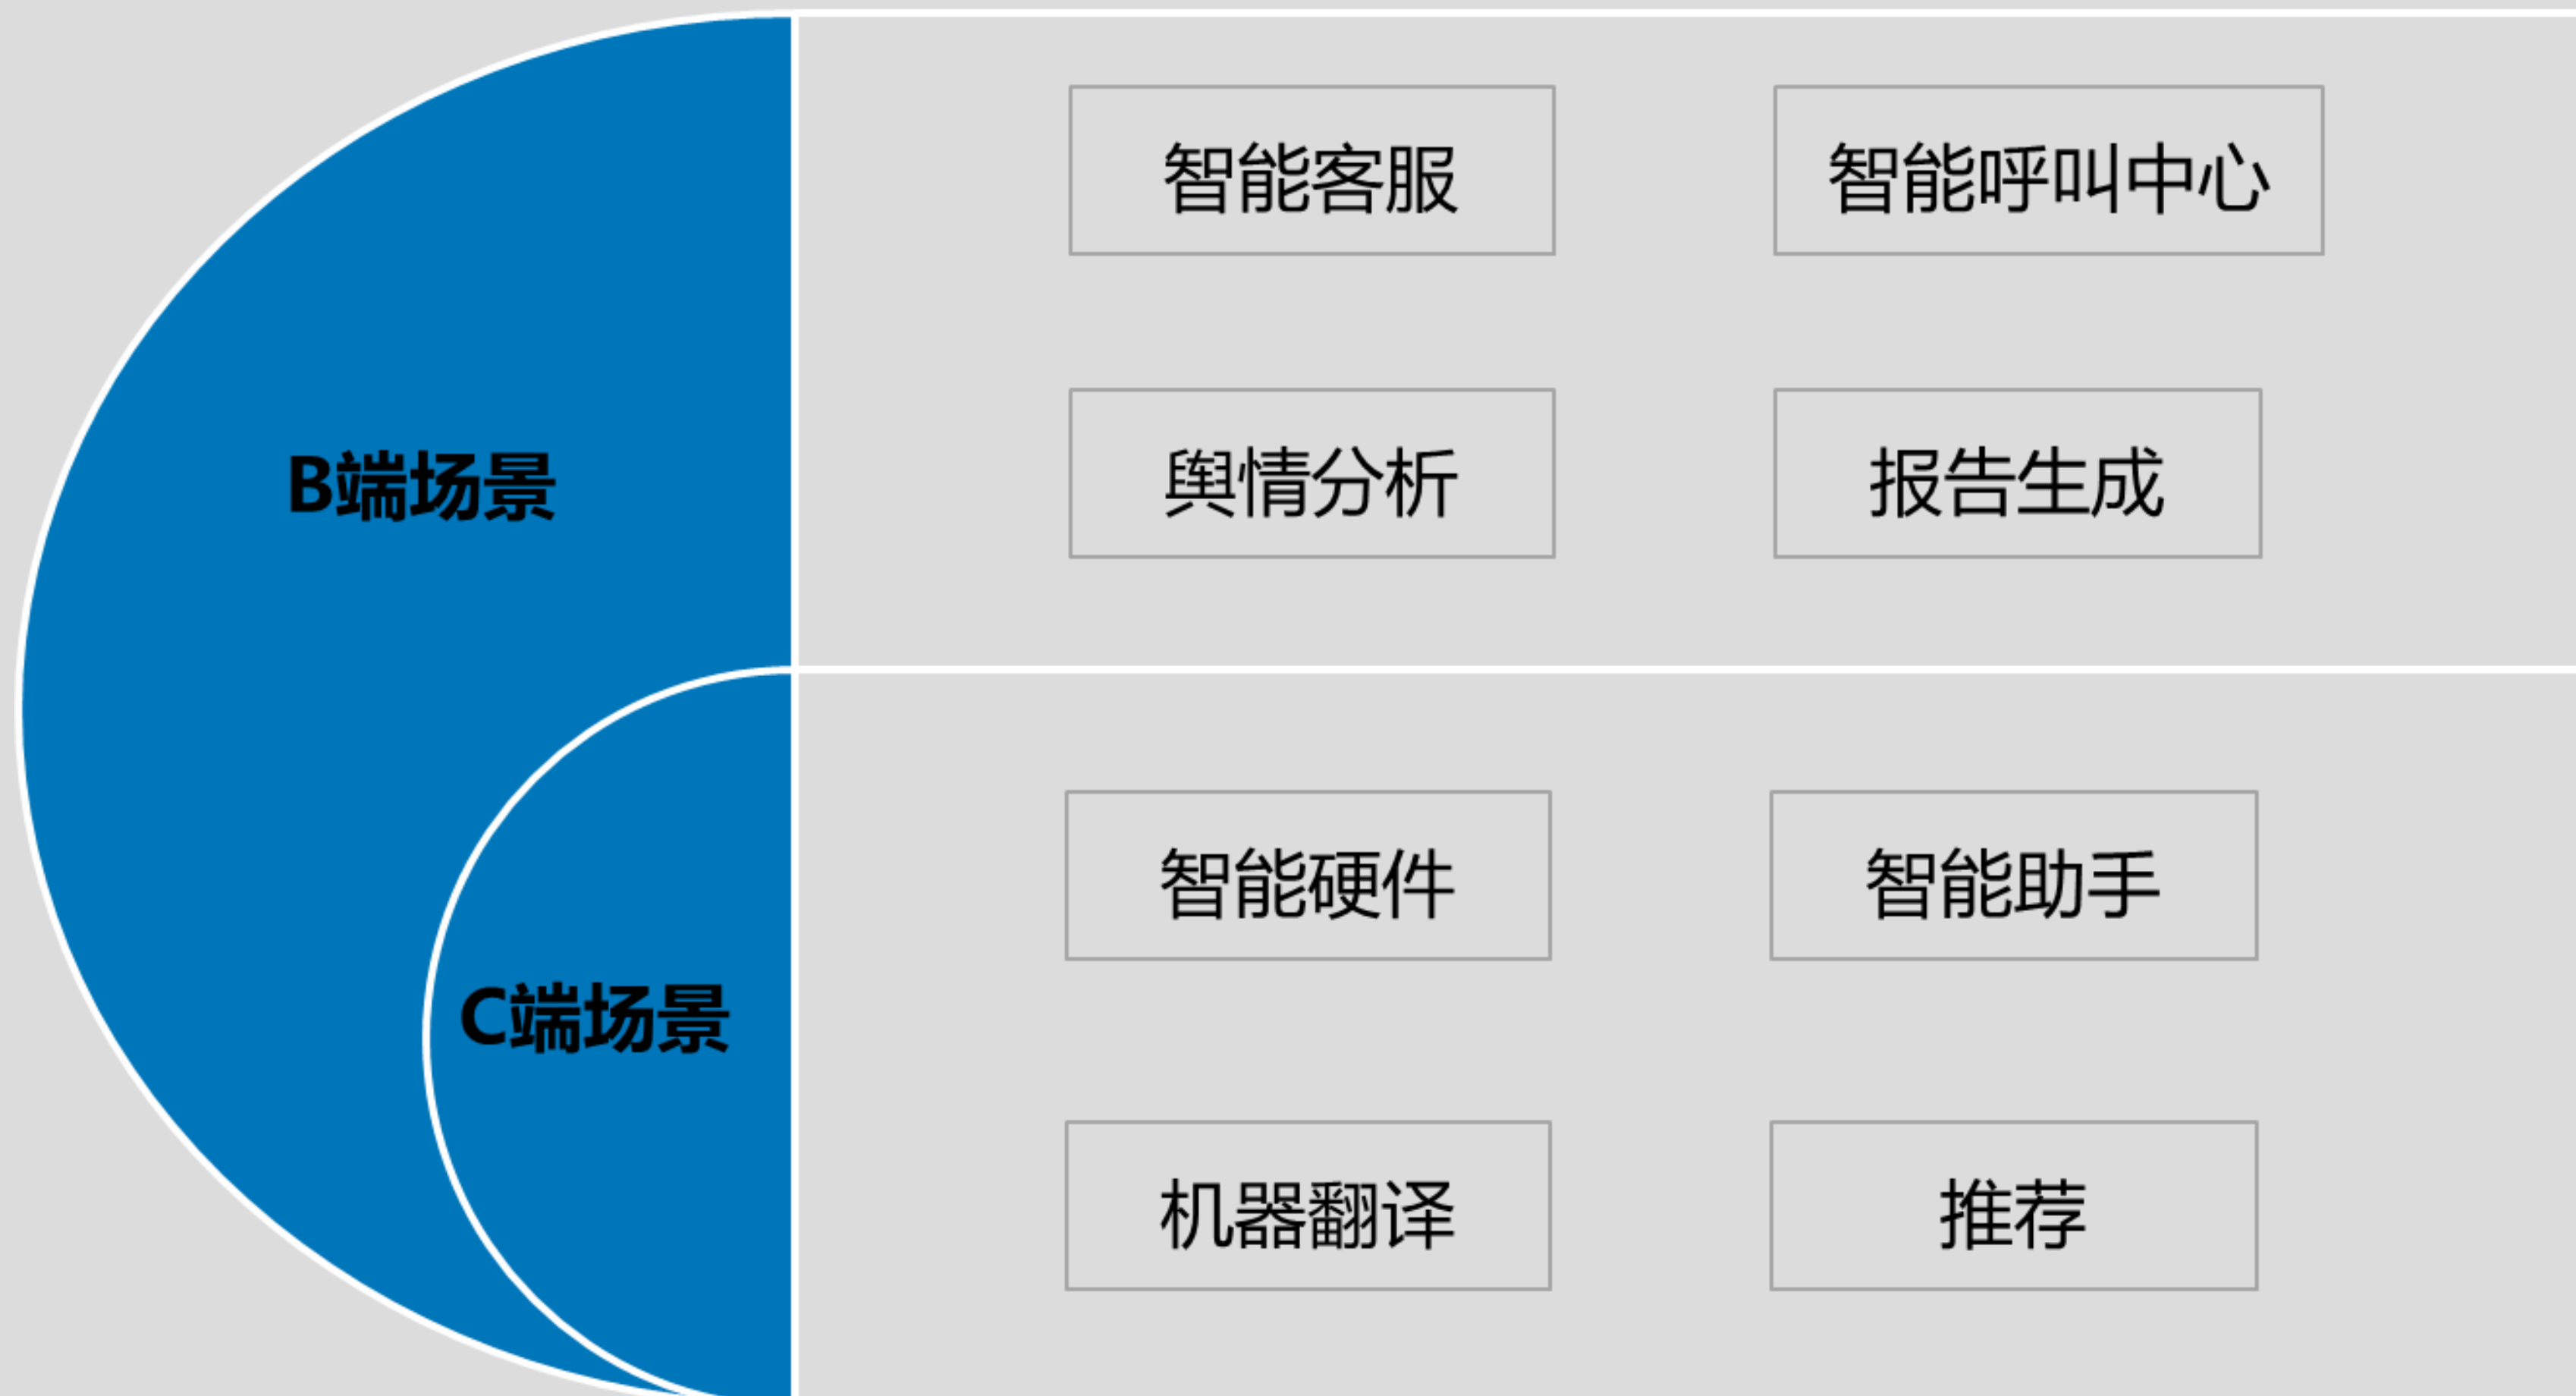 智能客服
智能呼叫中心
B端场景
舆情分析
报告生成
智能硬件
智能助手
C端场景
机器翻译
推荐